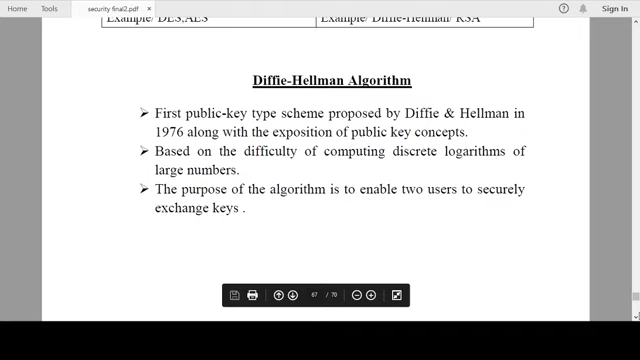 Home Tools security final2.pdf × ? Sign In
Example/ DES,AES Example/ Diffie-Hellman/ RSA
Diffie-Hellman Algorithm
➢ First public-key type scheme proposed by Diffie & Hellman in
1976 along with the exposition of public key concepts.
➢ Based on the difficulty of computing discrete logarithms of
large numbers.
➢ The purpose of the algorithm is to enable two users to securely
exchange keys .
67 / 70